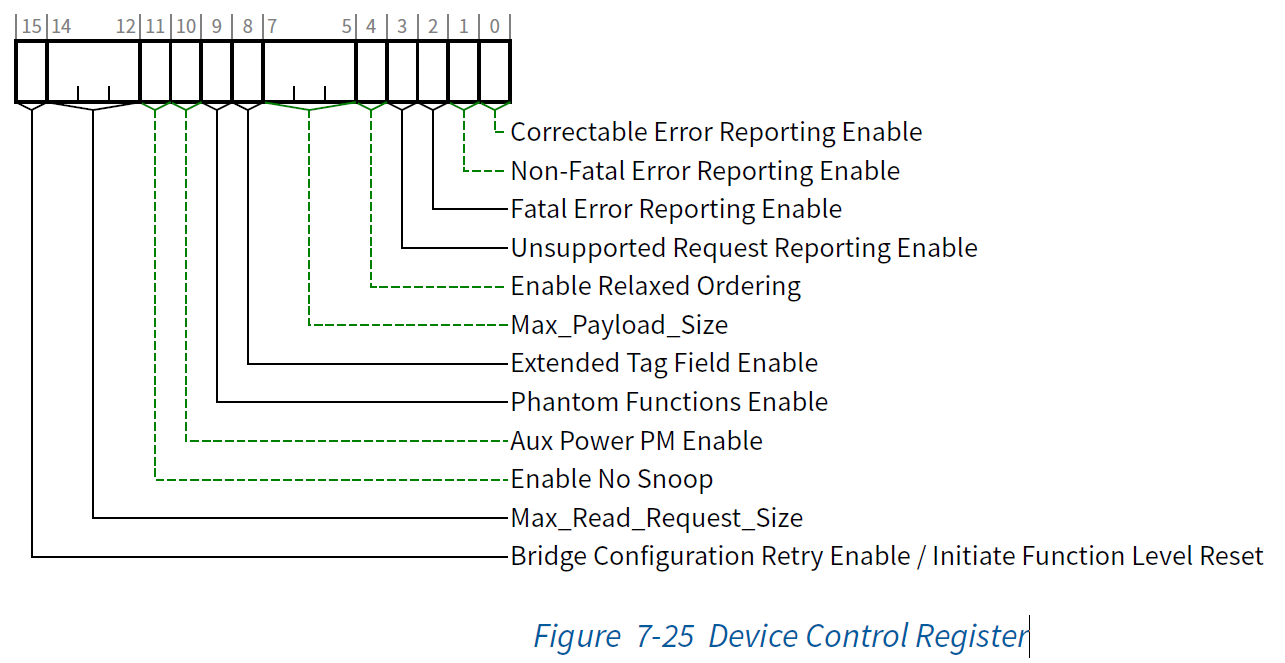 15 14 12 11 10 9 8 7 5 4 3 2 1 0
Correctable Error Reporting Enable
Non-Fatal Error Reporting Enable
Fatal Error Reporting Enable
Unsupported Request Reporting Enable
Enable Relaxed Ordering
Max_Payload_Size
Extended Tag Field Enable
Phantom Functions Enable
Aux Power PM Enable
Enable No Snoop
Max_Read_Request_Size
Bridge Configuration Retry Enable / Initiate Function Level Reset
Figure 7-25 Device Control Register